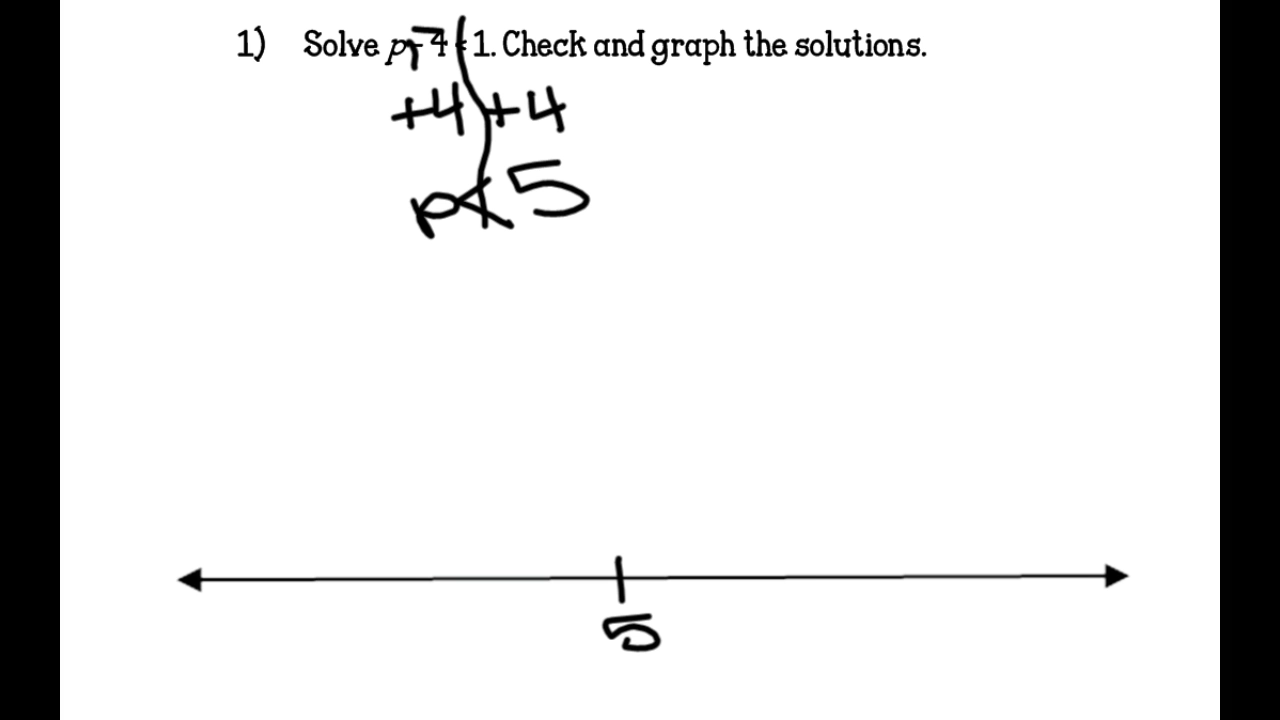 1) Solve p - 4 < 1. Check and graph the solutions.
+4 +4
p < 5
5